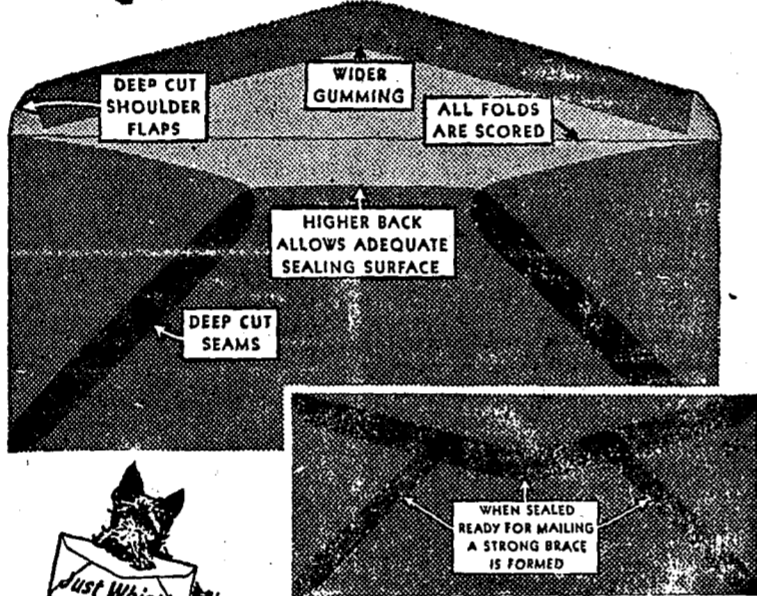 DEEP CUT
SHOULDER
FLAPS
WIDER
GUMMING
ALL FOLDS
ARE SCORED
HIGHER BACK
ALLOWS ADEQUATE
SEALING SURFACE
DEEP CUT
SEAMS
WHEN SEALED
READY FOR MAILING
A STRONG BRACE
IS FORMED
Just